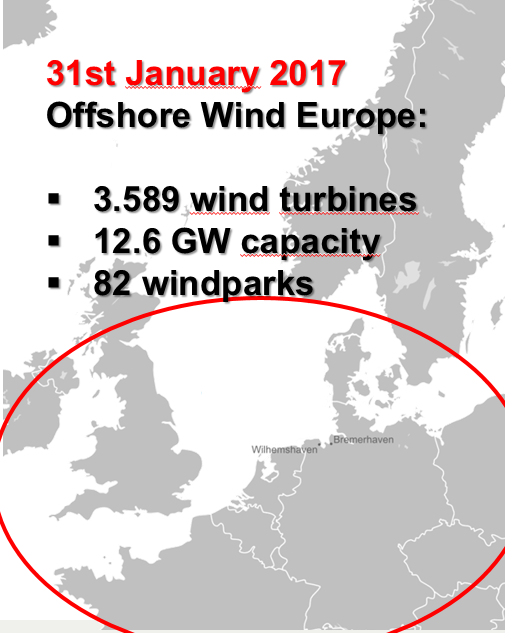 31st January 2017
Offshore Wind Europe:
▪ 3.589 wind turbines
▪ 12.6 GW capacity
▪ 82 windparks
Bremerhaven
Wilhemshaven